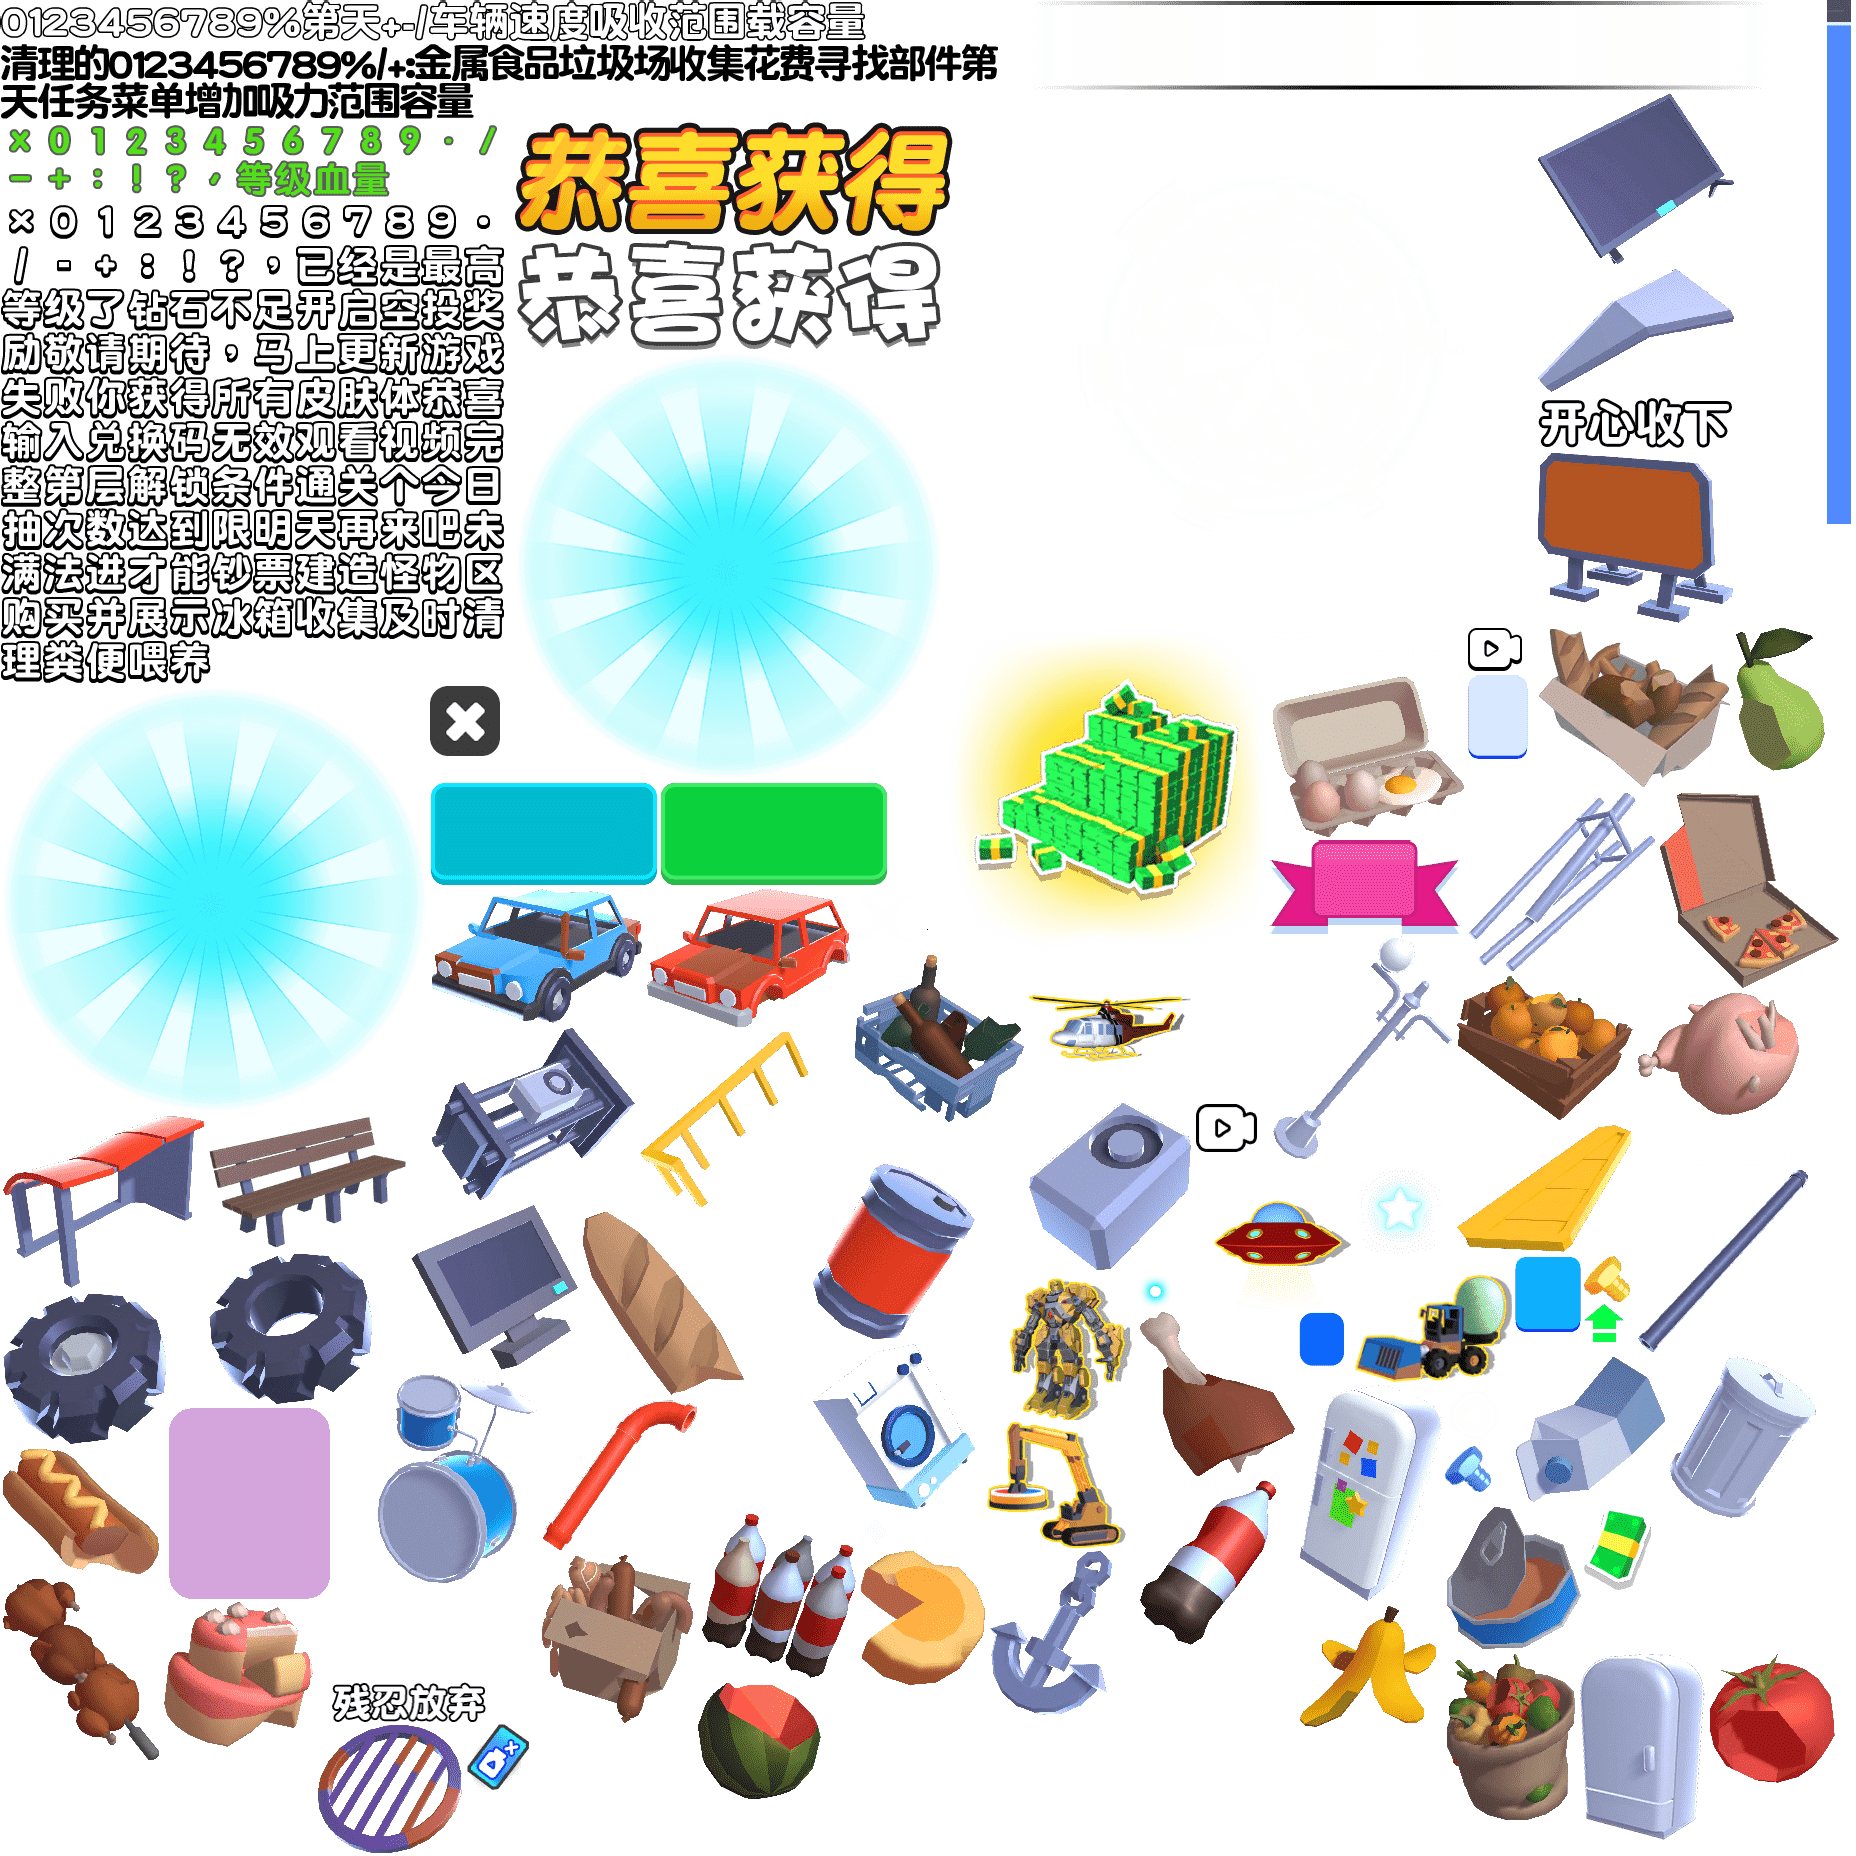 0123456789%第天+-/车辆速度吸收范围载容量
清理的0123456789%/+:金属食品垃圾场收集花费寻找部件第
天任务菜单增加吸力范围容量
×0123456789·/
-+:!?，等级血量
×0123456789·
/-+:!?，已经是最高
等级了钻石不足开启空投奖
励敬请期待，马上更新游戏
失败你获得所有皮肤体恭喜
输入兑换码无效观看视频完
整第层解锁条件通关个今日
抽次数达到限明天再来吧未
满法进才能钞票建造怪物区
购买并展示冰箱收集及时清
理粪便喂养
恭喜获得
恭喜获得
开心收下
残忍放弃